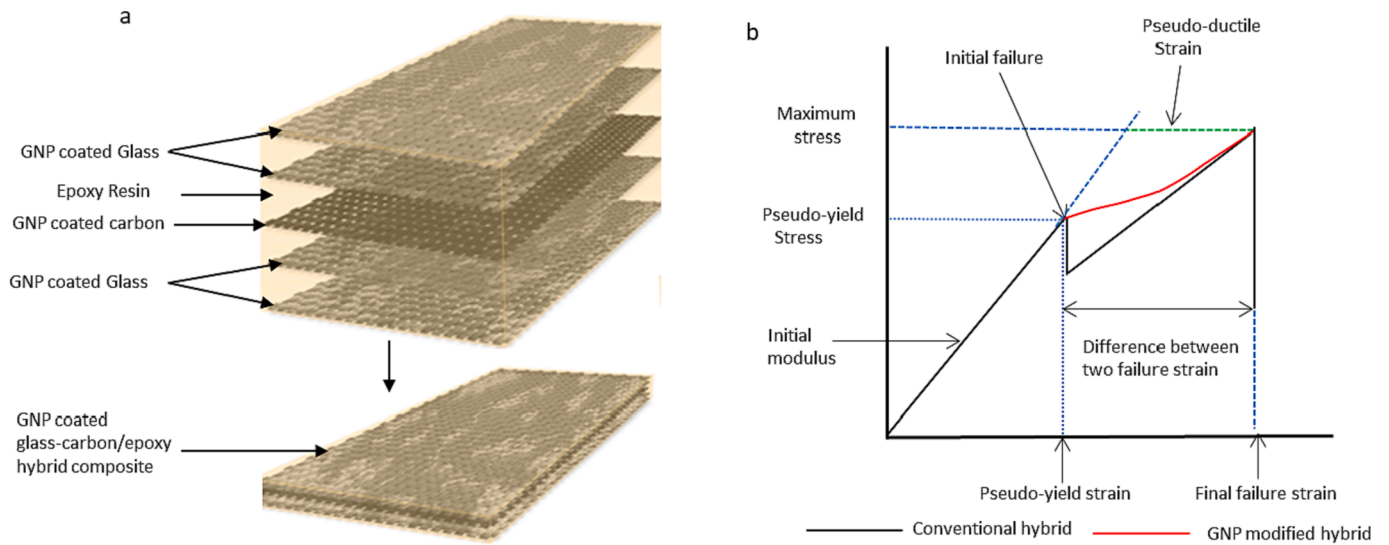 a
GNP coated Glass
Epoxy Resin
GNP coated carbon
GNP coated Glass
GNP coated
glass-carbon/epoxy
hybrid composite
b
Pseudo-ductile
Strain
Initial failure
Maximum
stress
Pseudo-yield
Stress
Initial
modulus
Difference between
two failure strain
Pseudo-yield strain
Final failure strain
Conventional hybrid
GNP modified hybrid